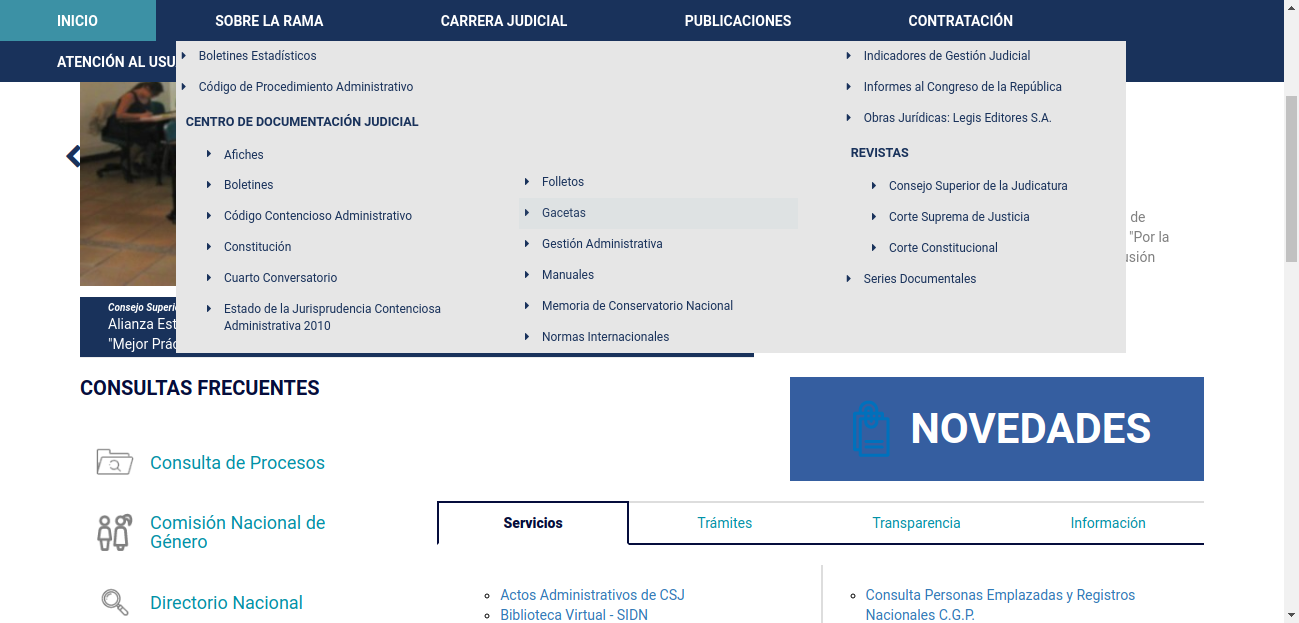 INICIO
SOBRE LA RAMA
CARRERA JUDICIAL
PUBLICACIONES
CONTRATACIÓN
ATENCIÓN AL USU
Boletines Estadísticos
Código de Procedimiento Administrativo
CENTRO DE DOCUMENTACIÓN JUDICIAL
Afiches
Boletines
Código Contencioso Administrativo
Constitución
Cuarto Conversatorio
Estado de la Jurisprudencia Contenciosa
Administrativa 2010
Folletos
Gacetas
Gestión Administrativa
Manuales
Memoria de Conservatorio Nacional
Normas Internacionales
Indicadores de Gestión Judicial
Informes al Congreso de la República
Obras Jurídicas: Legis Editores S.A.
REVISTAS
Consejo Superior de la Judicatura
Corte Suprema de Justicia
Corte Constitucional
Series Documentales
de
"Por la
usión
Consejo Superi
Alianza Est
"Mejor Prác
CONSULTAS FRECUENTES
NOVEDADES
Consulta de Procesos
Comisión Nacional de
Género
Directorio Nacional
Servicios
Trámites
Transparencia
Información
Actos Administrativos de CSJ
Biblioteca Virtual - SIDN
Consulta Personas Emplazadas y Registros
Nacionales C.G.P.